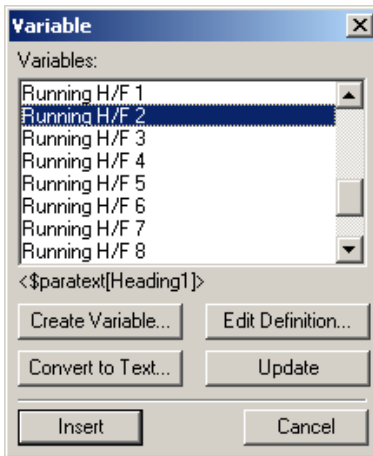 Variable
Variables:
Running H/F 1
Running H/F 2
Running H/F 3
Running H/F 4
Running H/F 5
Running H/F 6
Running H/F 7
Running H/F 8
<$paratext[Heading1]>
Create Variable... Edit Definition...
Convert to Text... Update
Insert Cancel